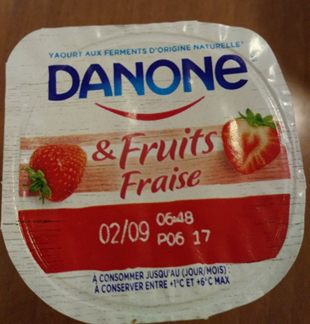 YAOURT AUX FERMENTS D'ORIGINE NATURELLE*
DANONE
& Fruits
Fraise
02/09 06:48
P06 17
À CONSOMMER JUSQU'AU (JOUR/MOIS) :
À CONSERVER ENTRE +1°C ET +6°C MAX